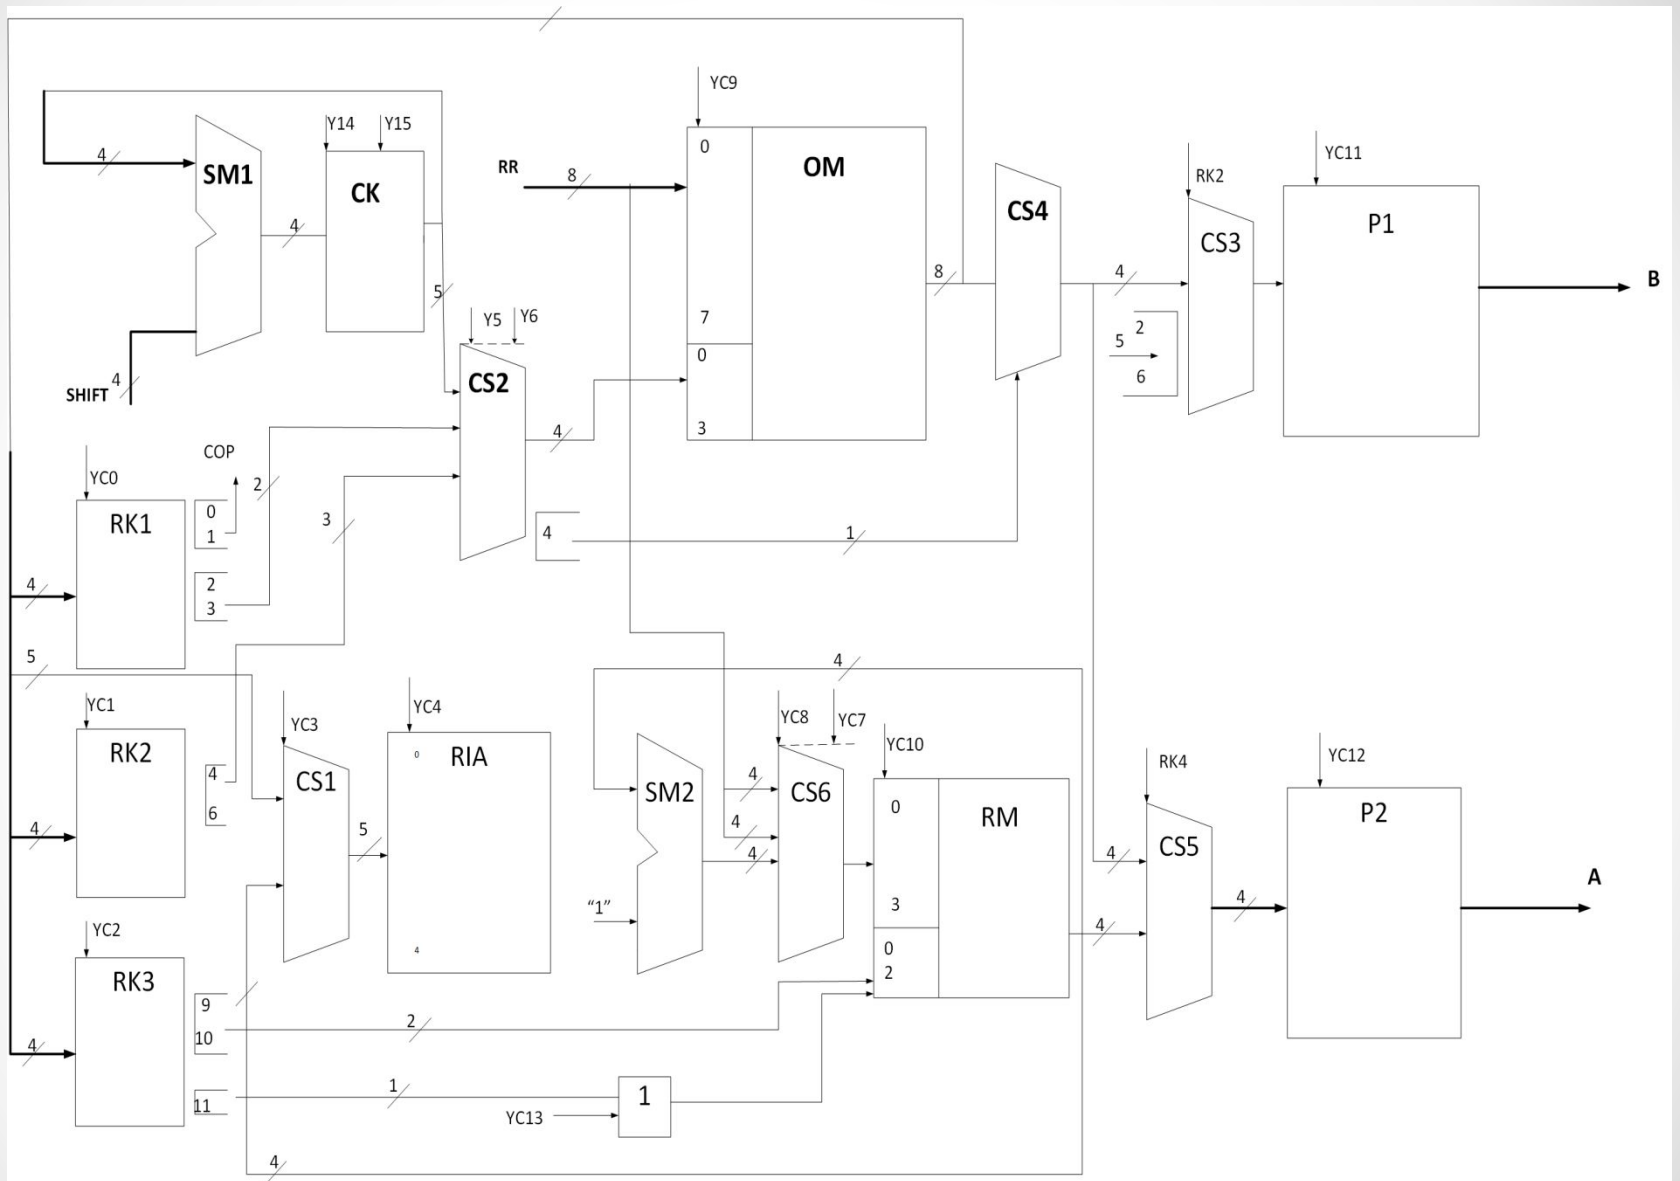 YC9
Y14
Y15
4
SM1
CK
RR
8
0
OM
4
7
0
3
5
Y5
Y6
CS2
4
SHIFT
4
CS4
8
4
RK2
CS3
YC11
P1
B
2
5
6
YC0
RK1
COP
0
1
2
3
2
3
4
1
4
5
YC1
RK2
4
6
4
YC3
CS1
YC4
0
RIA
4
5
4
SM2
"1"
YC8
YC7
CS6
4
4
4
YC10
0
RM
3
0
2
RK4
CS5
4
4
4
YC12
P2
A
YC2
RK3
9
10
11
4
2
1
YC13
1
4